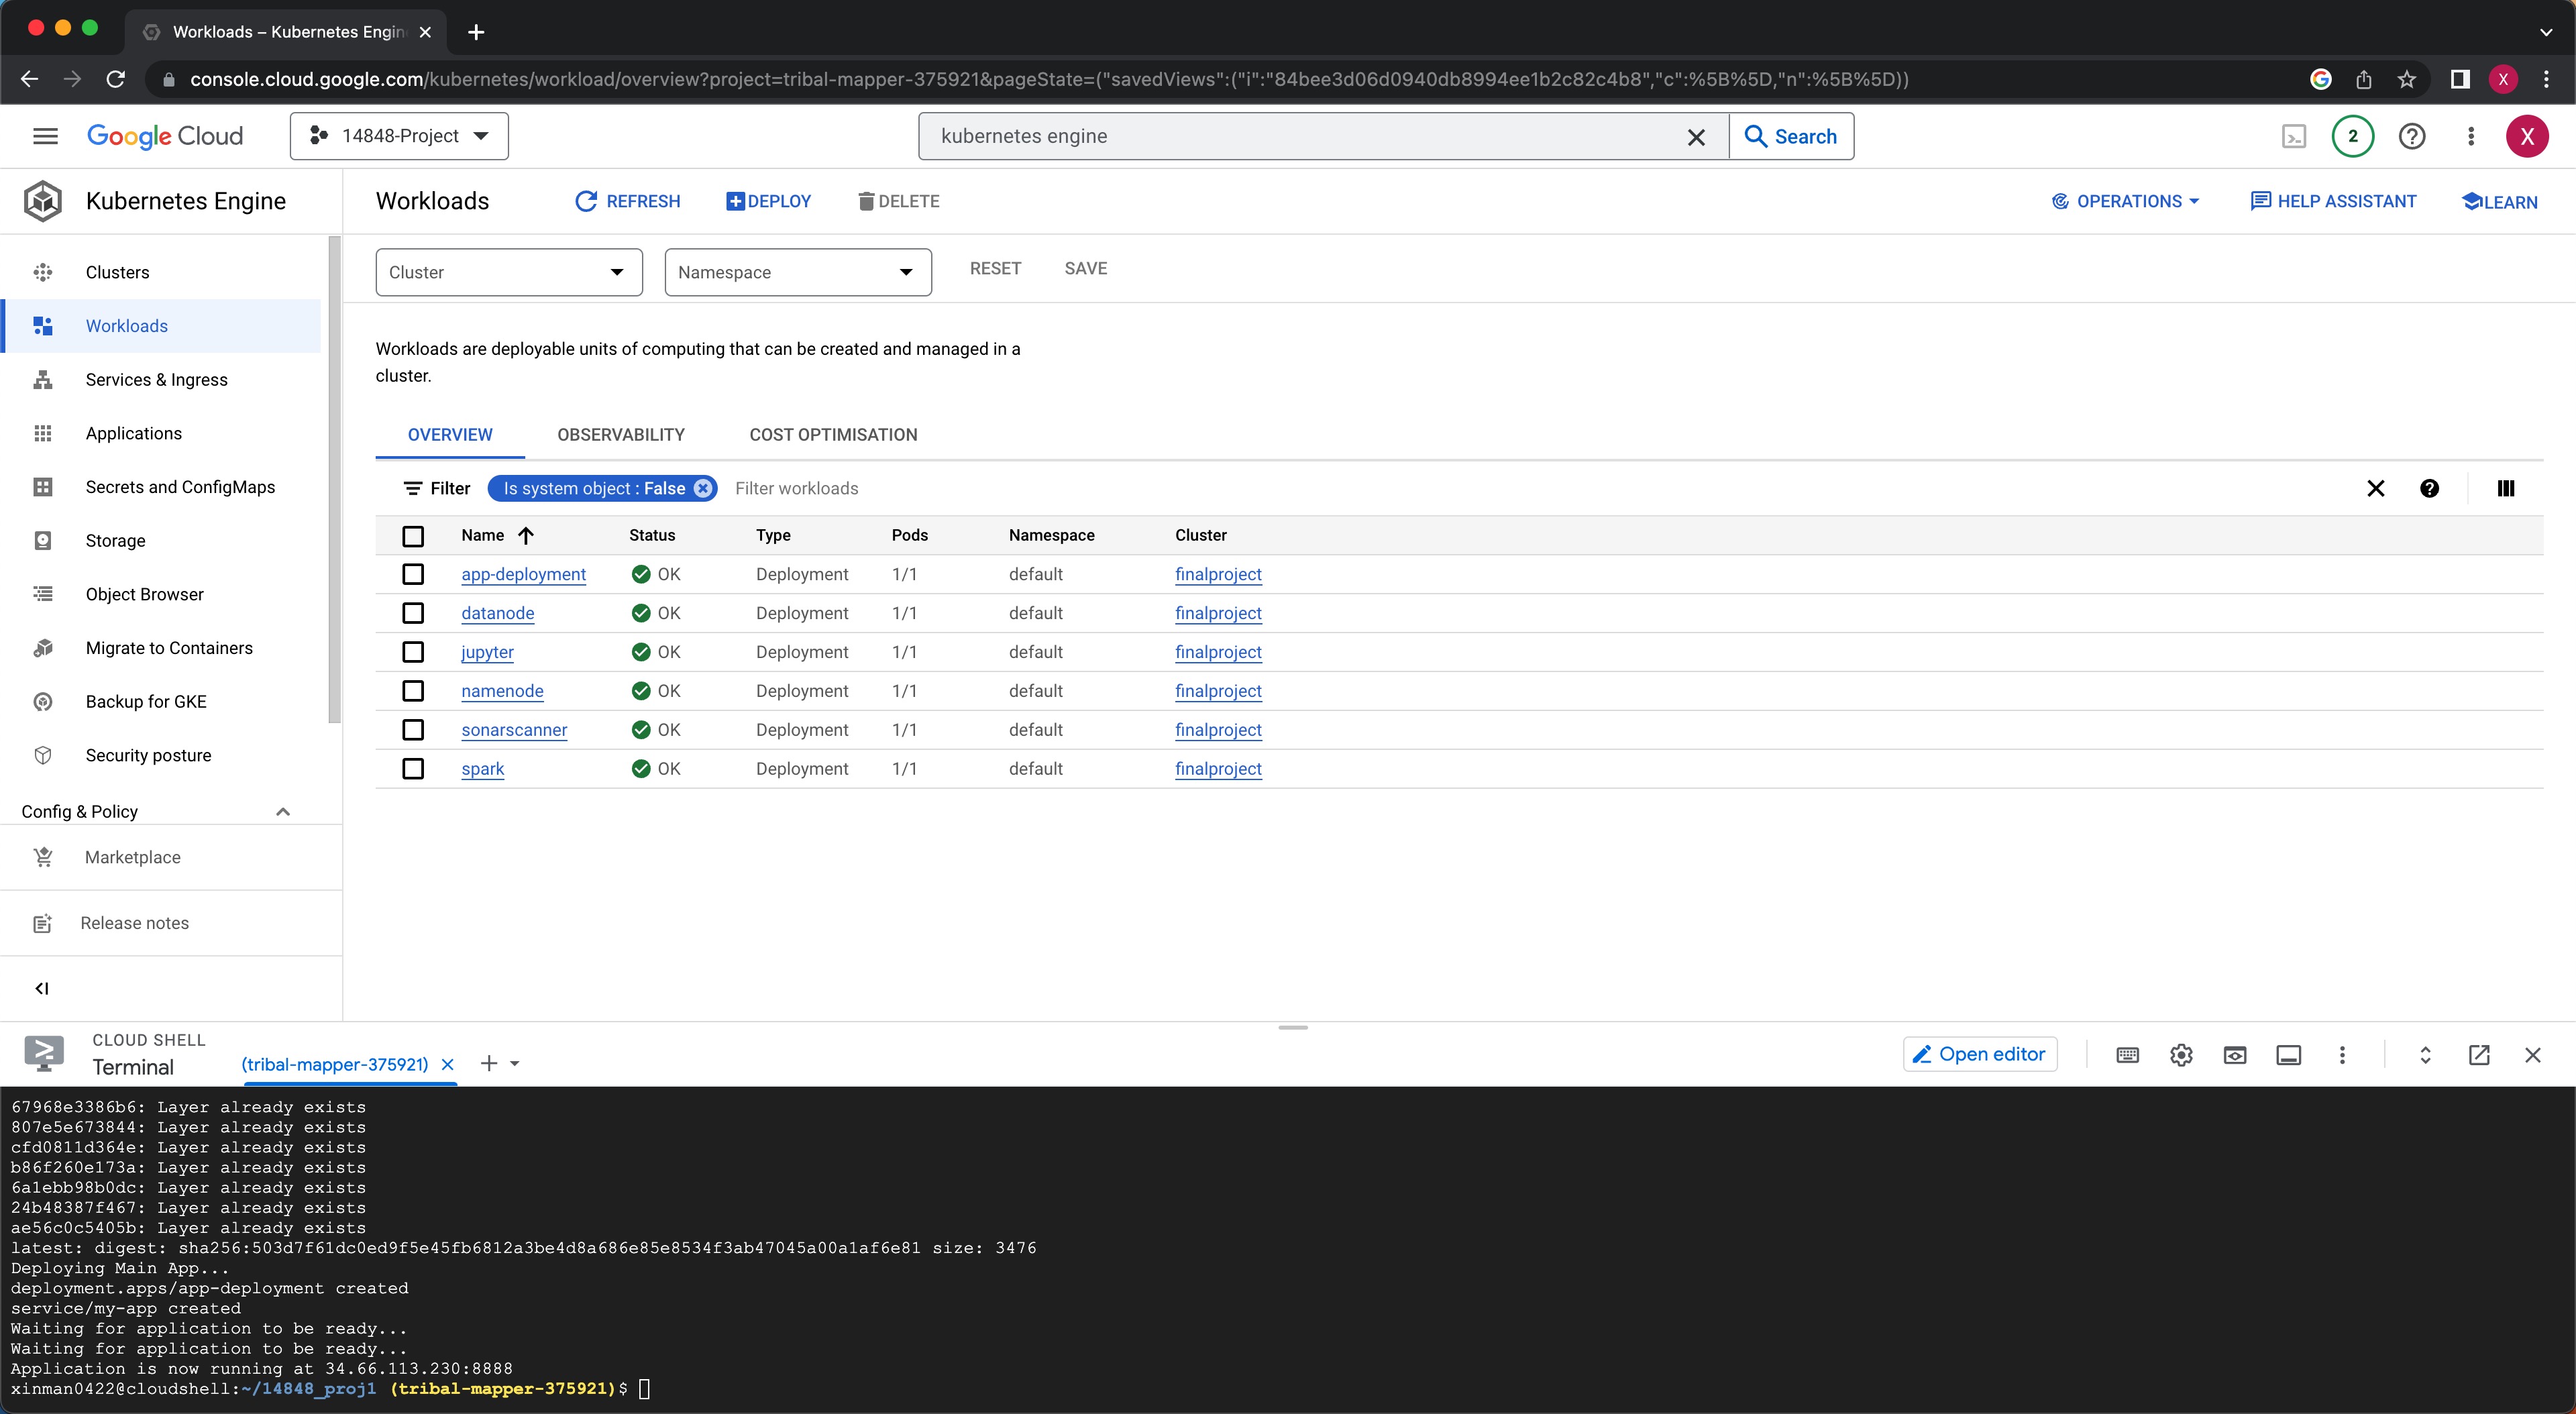 Workloads – Kubernetes Engin
console.cloud.google.com/kubernetes/workload/overview?project=tribal-mapper-375921&pageState=("savedViews":("i":"84bee3d06d0940db8994ee1b2c82c4b8","c":%5B%5D,"n":%5B%5D))
X
Google Cloud
14848-Project
kubernetes engine
Search
2
X
Kubernetes Engine
Workloads
REFRESH
DEPLOY
DELETE
OPERATIONS
HELP ASSISTANT
LEARN
Clusters
Workloads
Services & Ingress
Applications
Secrets and ConfigMaps
Storage
Object Browser
Migrate to Containers
Backup for GKE
Security posture
Config & Policy
Marketplace
Release notes
Cluster
Namespace
RESET
SAVE
Workloads are deployable units of computing that can be created and managed in a
cluster.
OVERVIEW
OBSERVABILITY
COST OPTIMISATION
Filter
Is system object : False
Filter workloads
Name Status Type Pods Namespace Cluster
app-deployment OK Deployment 1/1 default finalproject
datanode OK Deployment 1/1 default finalproject
jupyter OK Deployment 1/1 default finalproject
namenode OK Deployment 1/1 default finalproject
sonarscanner OK Deployment 1/1 default finalproject
spark OK Deployment 1/1 default finalproject
CLOUD SHELL
Terminal
(tribal-mapper-375921)
Open editor
67968e3386b6: Layer already exists
807e5e673844: Layer already exists
cfd0811d364e: Layer already exists
b86f260e173a: Layer already exists
6a1ebb98b0dc: Layer already exists
24b48387f467: Layer already exists
ae56c0c5405b: Layer already exists
latest: digest: sha256:503d7f61dc0ed9f5e45fb6812a3be4d8a686e85e8534f3ab47045a00a1af6e81 size: 3476
Deploying Main App...
deployment.apps/app-deployment created
service/my-app created
Waiting for application to be ready...
Waiting for application to be ready...
Application is now running at 34.66.113.230:8888
xinman0422@cloudshell:~/14848_proj1 (tribal-mapper-375921)$